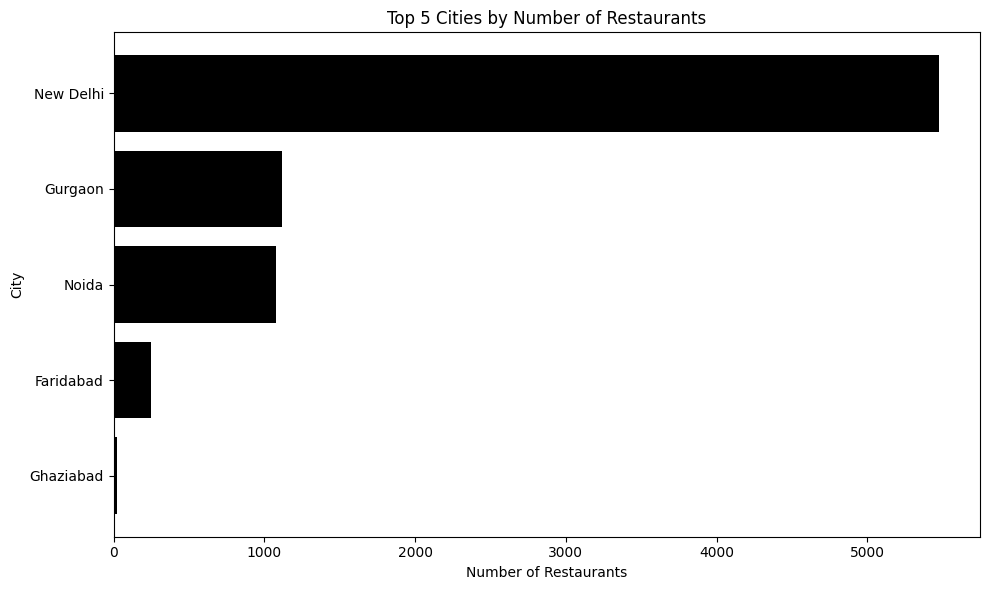 Top 5 Cities by Number of Restaurants
New Delhi
Gurgaon
Noida
Faridabad
Ghaziabad
City
0 1000 2000 3000 4000 5000
Number of Restaurants